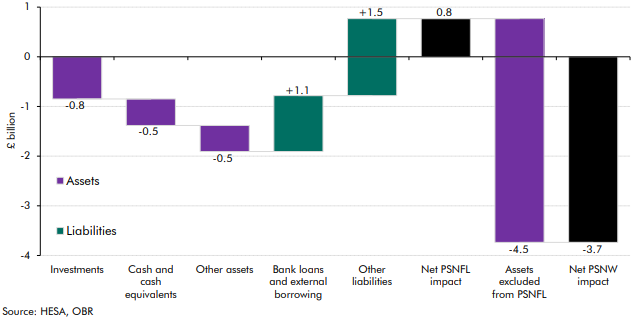 1
0
-1
-2
-3
-4
£ billion
-0.8
-0.5
-0.5
+1.1
+1.5
0.8
-4.5
-3.7
Assets
Liabilities
Investments
Cash and
cash
equivalents
Other assets
Bank loans
and external
borrowing
Other
liabilities
Net PSNFL
impact
Assets
excluded
from PSNFL
Net PSNW
impact
Source: HESA, OBR